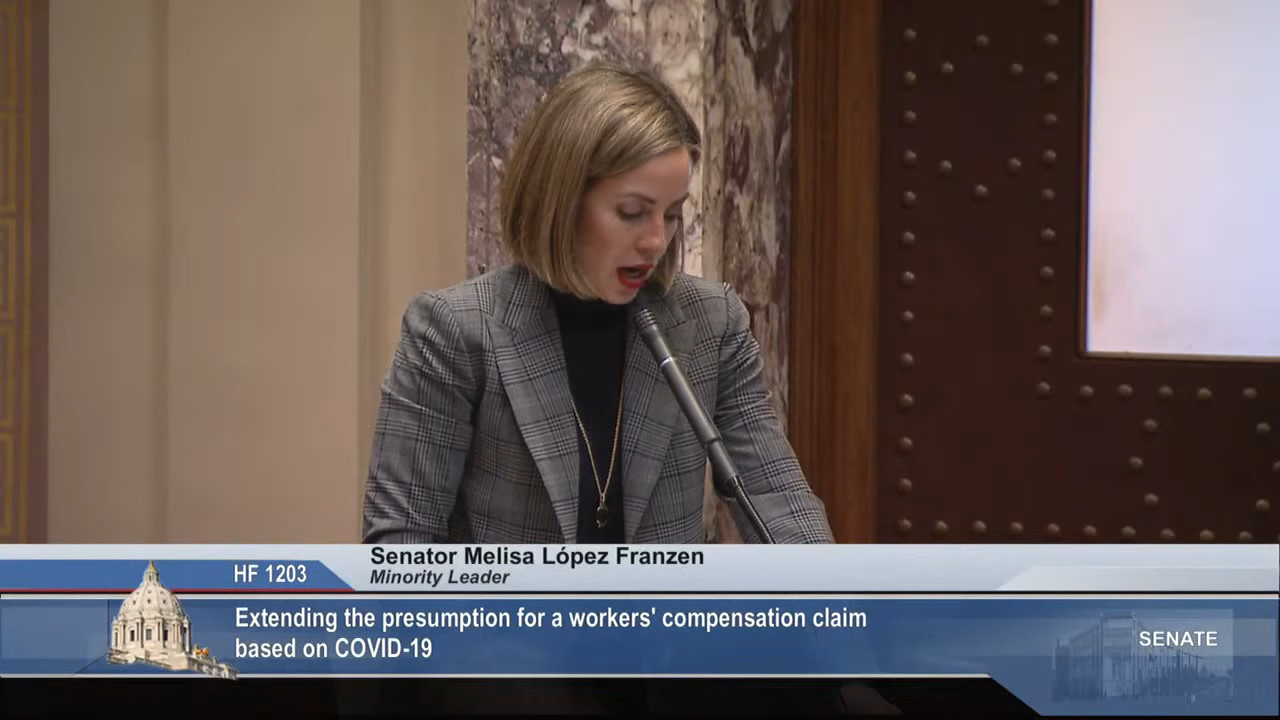 Senator Melisa López Franzen
HF 1203
Minority Leader
Extending the presumption for a workers' compensation claim
based on COVID-19
SENATE